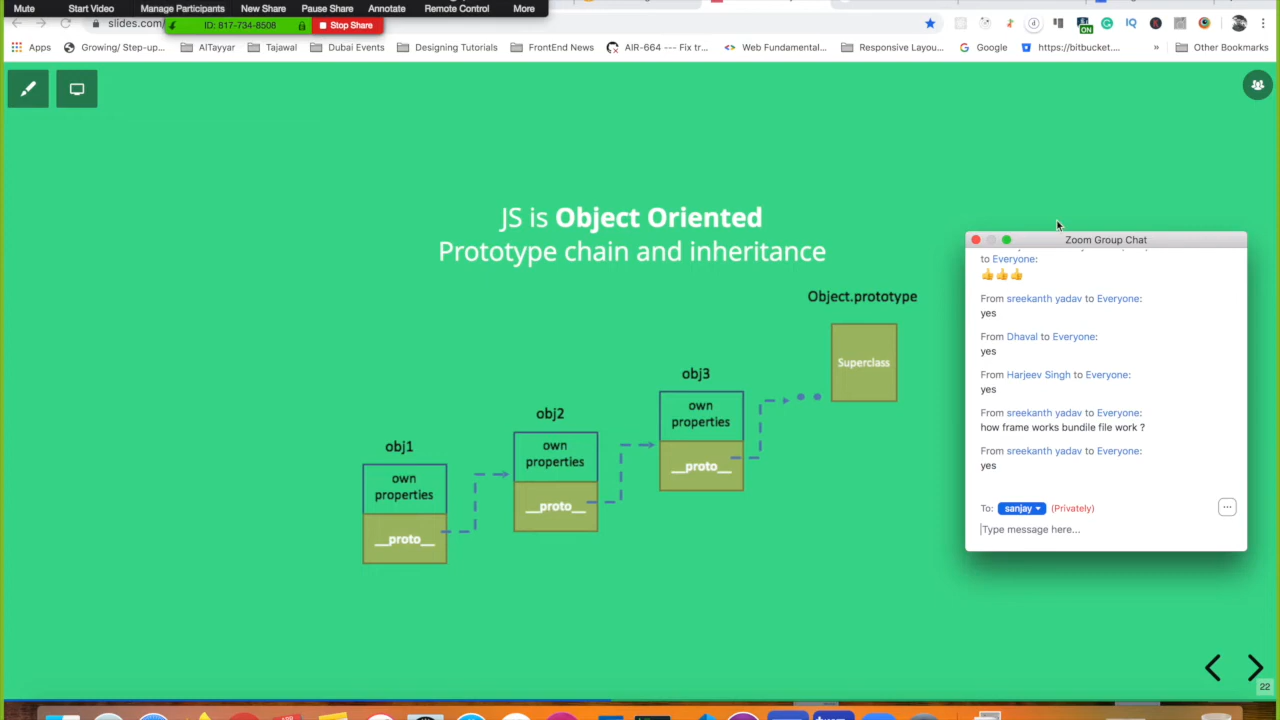 Mute Start Video Manage Participants New Share Pause Share Annotate Remote Control More
slides.com/ ID: 817-734-8508 Stop Share
IQ
ON
Apps Growing/ Step-up... AlTayyar Tajawal Dubai Events Designing Tutorials FrontEnd News AIR-664 --- Fix tr... Web Fundamental... Responsive Layou... Google https://bitbucket.... » Other Bookmarks
JS is Object Oriented
Prototype chain and inheritance
Object.prototype
Superclass
obj3
own
properties
__proto__
obj2
own
properties
__proto__
obj1
own
properties
__proto__
Zoom Group Chat
to Everyone:
From sreekanth yadav to Everyone:
yes
From Dhaval to Everyone:
yes
From Harjeev Singh to Everyone:
yes
From sreekanth yadav to Everyone:
how frame works bundile file work ?
From sreekanth yadav to Everyone:
yes
To: sanjay (Privately)
Type message here...
22